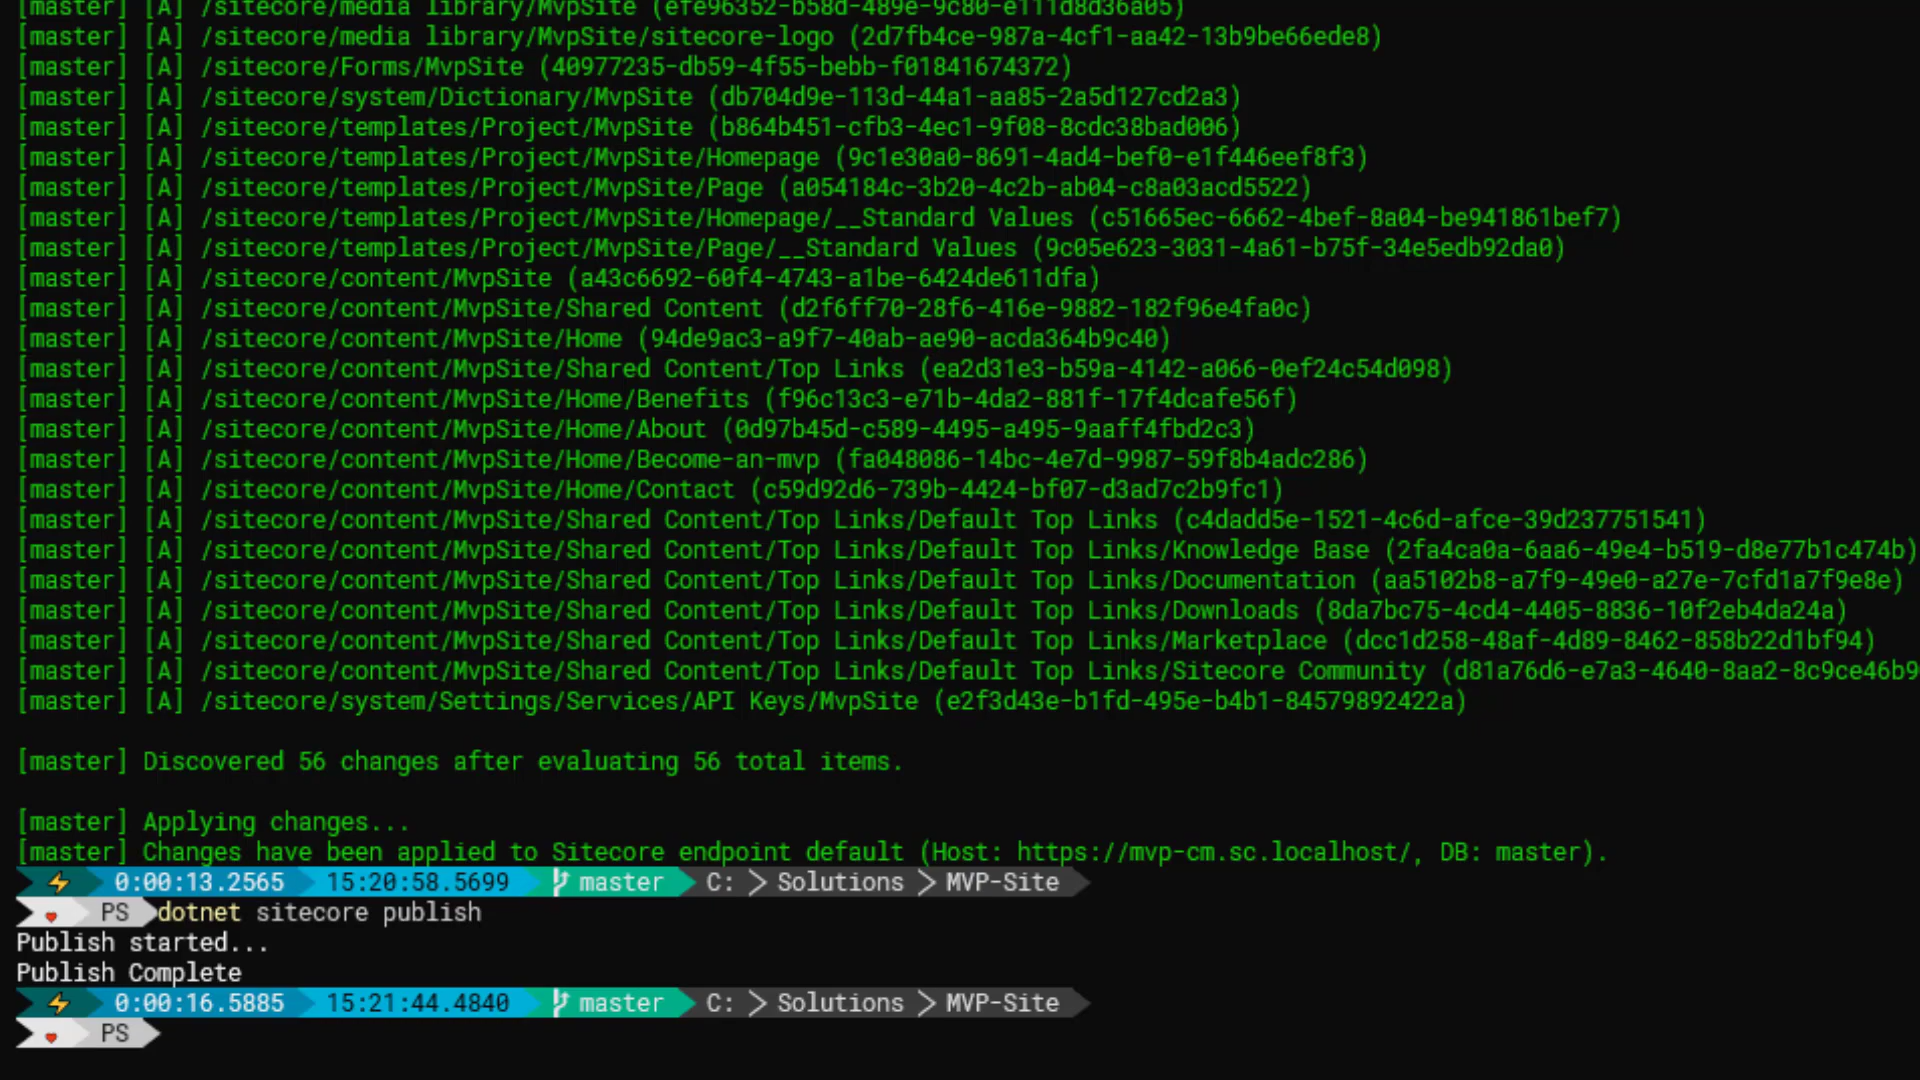 [master] [A] /sitecore/media library/MvpSite (efe96352-b58d-489e-9c80-e111d8d36a05)
[master] [A] /sitecore/media library/MvpSite/sitecore-logo (2d7fb4ce-987a-4cf1-aa42-13b9be66ede8)
[master] [A] /sitecore/Forms/MvpSite (40977235-db59-4f55-bebb-f01841674372)
[master] [A] /sitecore/system/Dictionary/MvpSite (db704d9e-113d-44a1-aa85-2a5d127cd2a3)
[master] [A] /sitecore/templates/Project/MvpSite (b864b451-cfb3-4ec1-9f08-8cdc38bad006)
[master] [A] /sitecore/templates/Project/MvpSite/Homepage (9c1e30a0-8691-4ad4-bef0-e1f446eef8f3)
[master] [A] /sitecore/templates/Project/MvpSite/Page (a054184c-3b20-4c2b-ab04-c8a03acd5522)
[master] [A] /sitecore/templates/Project/MvpSite/Homepage/__Standard Values (c51665ec-6662-4bef-8a04-be941861bef7)
[master] [A] /sitecore/templates/Project/MvpSite/Page/__Standard Values (9c05e623-3031-4a61-b75f-34e5edb92da0)
[master] [A] /sitecore/content/MvpSite (a43c6692-60f4-4743-a1be-6424de611dfa)
[master] [A] /sitecore/content/MvpSite/Shared Content (d2f6ff70-28f6-416e-9882-182f96e4fa0c)
[master] [A] /sitecore/content/MvpSite/Home (94de9ac3-a9f7-40ab-ae90-acda364b9c40)
[master] [A] /sitecore/content/MvpSite/Shared Content/Top Links (ea2d31e3-b59a-4142-a066-0ef24c54d098)
[master] [A] /sitecore/content/MvpSite/Home/Benefits (f96c13c3-e71b-4da2-881f-17f4dcafe56f)
[master] [A] /sitecore/content/MvpSite/Home/About (0d97b45d-c589-4495-a495-9aaff4fbd2c3)
[master] [A] /sitecore/content/MvpSite/Home/Become-an-mvp (fa048086-14bc-4e7d-9987-59f8b4adc286)
[master] [A] /sitecore/content/MvpSite/Home/Contact (c59d92d6-739b-4424-bf07-d3ad7c2b9fc1)
[master] [A] /sitecore/content/MvpSite/Shared Content/Top Links/Default Top Links (c4dadd5e-1521-4c6d-afce-39d237751541)
[master] [A] /sitecore/content/MvpSite/Shared Content/Top Links/Default Top Links/Knowledge Base (2fa4ca0a-6aa6-49e4-b519-d8e77b1c474b)
[master] [A] /sitecore/content/MvpSite/Shared Content/Top Links/Default Top Links/Documentation (aa5102b8-a7f9-49e0-a27e-7cfd1a7f9e8e)
[master] [A] /sitecore/content/MvpSite/Shared Content/Top Links/Default Top Links/Downloads (8da7bc75-4cd4-4405-8836-10f2eb4da24a)
[master] [A] /sitecore/content/MvpSite/Shared Content/Top Links/Default Top Links/Marketplace (dcc1d258-48af-4d89-8462-858b22d1bf94)
[master] [A] /sitecore/content/MvpSite/Shared Content/Top Links/Default Top Links/Sitecore Community (d81a76d6-e7a3-4640-8aa2-8c9ce46b9
[master] [A] /sitecore/system/Settings/Services/API Keys/MvpSite (e2f3d43e-b1fd-495e-b4b1-84579892422a)
[master] Discovered 56 changes after evaluating 56 total items.
[master] Applying changes...
[master] Changes have been applied to Sitecore endpoint default (Host: https://mvp-cm.sc.localhost/, DB: master).
0:00:13.2565 15:20:58.5699 master C: > Solutions > MVP-Site
PS dotnet sitecore publish
Publish started...
Publish Complete
0:00:16.5885 15:21:44.4840 master C: > Solutions > MVP-Site
PS